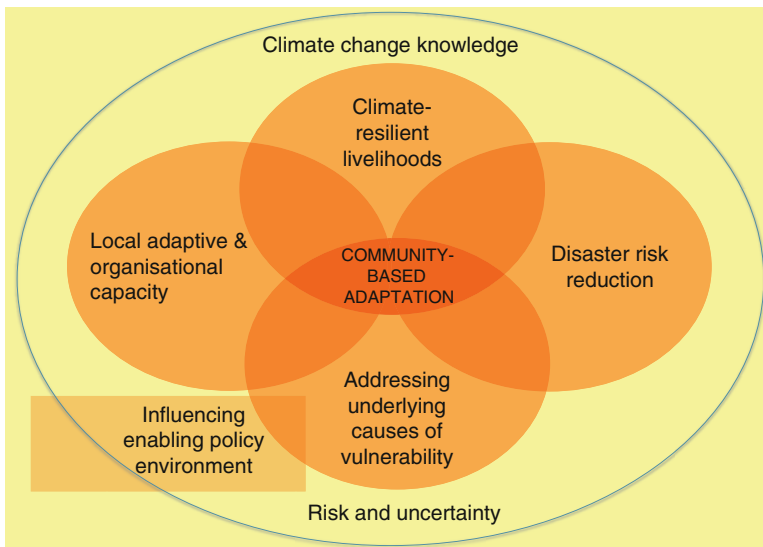 Climate change knowledge
Climate-
resilient
livelihoods
Local adaptive &
organisational
capacity
COMMUNITY-
BASED
ADAPTATION
Disaster risk
reduction
Addressing
underlying
causes of
vulnerability
Influencing
enabling policy
environment
Risk and uncertainty